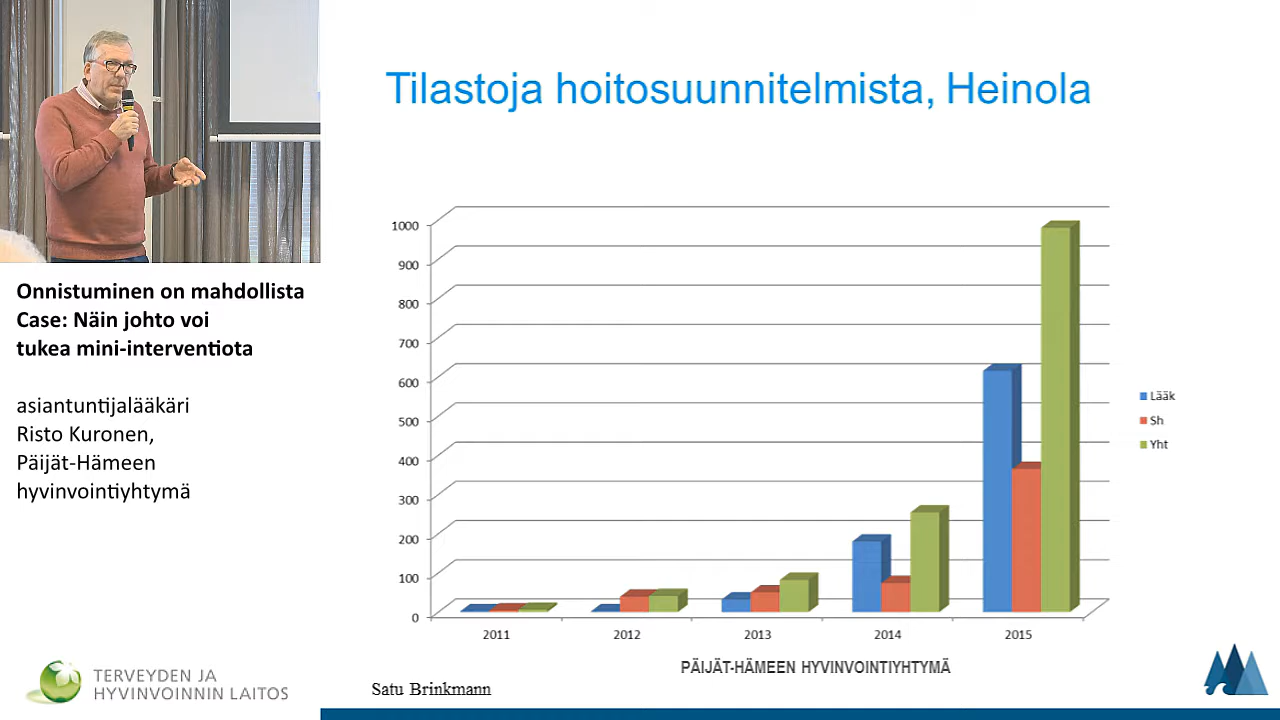 Tilastoja hoitosuunnitelmista, Heinola
Onnistuminen on mahdollista
Case: Näin johto voi
tukea mini-interventiota
asiantuntijalääkäri
Risto Kuronen,
Päijät-Hämeen
hyvinvointiyhtymä
1000
900
800
700
600
500
400
300
200
100
0
2011 2012 2013 2014 2015
Lääk
Sh
Yht
PÄIJÄT-HÄMEEN HYVINVOINTIYHTYMÄ
Satu Brinkmann
TERVEYDEN JA
HYVINVOINNIN LAITOS